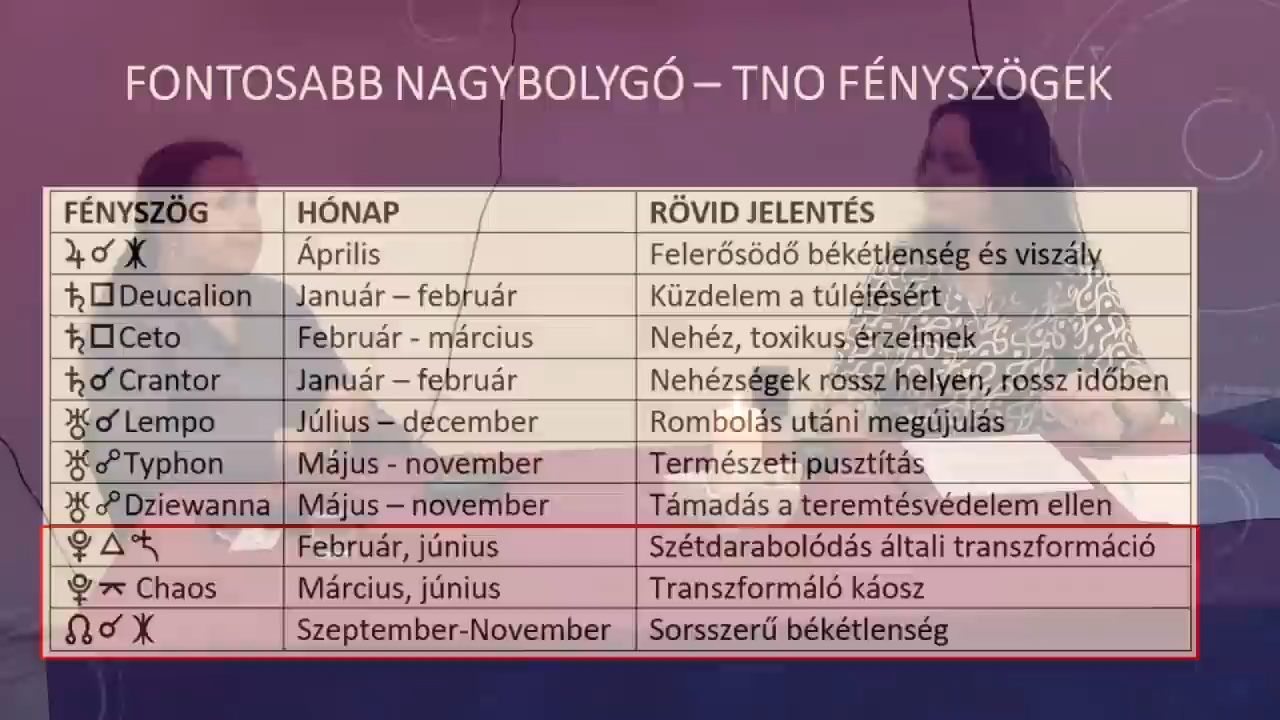 FONTOSABB NAGYBOLYGÓ – TNO FÉNYSZÖGEK
FÉNYSZÖG HÓNAP RÖVID JELENTÉS
♃☌ Április Felerősödő békétlenség és viszály
♄□Deucalion Január – február Küzdelem a túlélésért
♄□Ceto Február - március Nehéz, toxikus érzelmek
♄☌Crantor Január – február Nehézségek rossz helyen, rossz időben
♅☌Lempo Július – december Rombolás utáni megújulás
♅☍Typhon Május - november Természeti pusztítás
♅☍Dziewanna Május – november Támadás a teremtésvédelem ellen
♇△ Február, június Szétdarabolódás általi transzformáció
♇⚻ Chaos Március, június Transzformáló káosz
☊☌ Szeptember-November Sorsszerű békétlenség